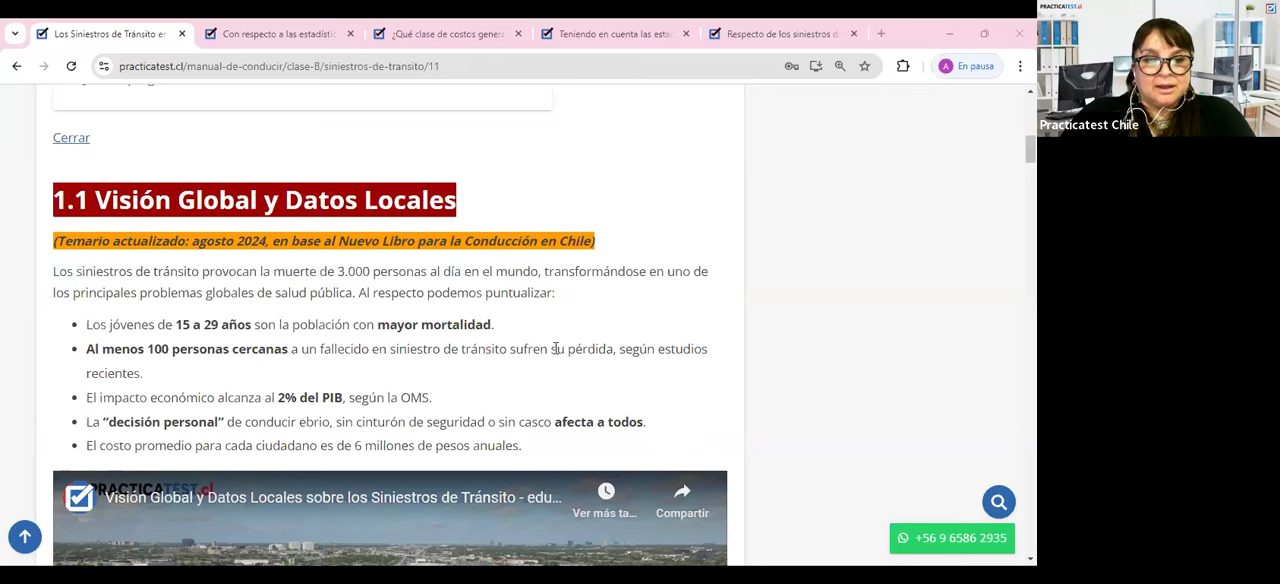 PRACTICATEST.cl
Los Siniestros de Tránsito en
Con respecto a las estadístic
¿Qué clase de costos genera
Teniendo en cuenta las estad
Respecto de los siniestros d
practicatest.cl/manual-de-conducir/clase-B/siniestros-de-transito/11
A En pausa
Practicatest Chile
Cerrar
1.1 Visión Global y Datos Locales
(Temario actualizado: agosto 2024, en base al Nuevo Libro para la Conducción en Chile)
Los siniestros de tránsito provocan la muerte de 3.000 personas al día en el mundo, transformándose en uno de
los principales problemas globales de salud pública. Al respecto podemos puntualizar:
• Los jóvenes de 15 a 29 años son la población con mayor mortalidad.
• Al menos 100 personas cercanas a un fallecido en siniestro de tránsito sufren su pérdida, según estudios
recientes.
• El impacto económico alcanza al 2% del PIB, según la OMS.
• La “decisión personal” de conducir ebrio, sin cinturón de seguridad o sin casco afecta a todos.
• El costo promedio para cada ciudadano es de 6 millones de pesos anuales.
PRACTICATEST.cl
Visión Global y Datos Locales sobre los Siniestros de Tránsito - edu...
Ver más ta...
Compartir
+56 9 6586 2935